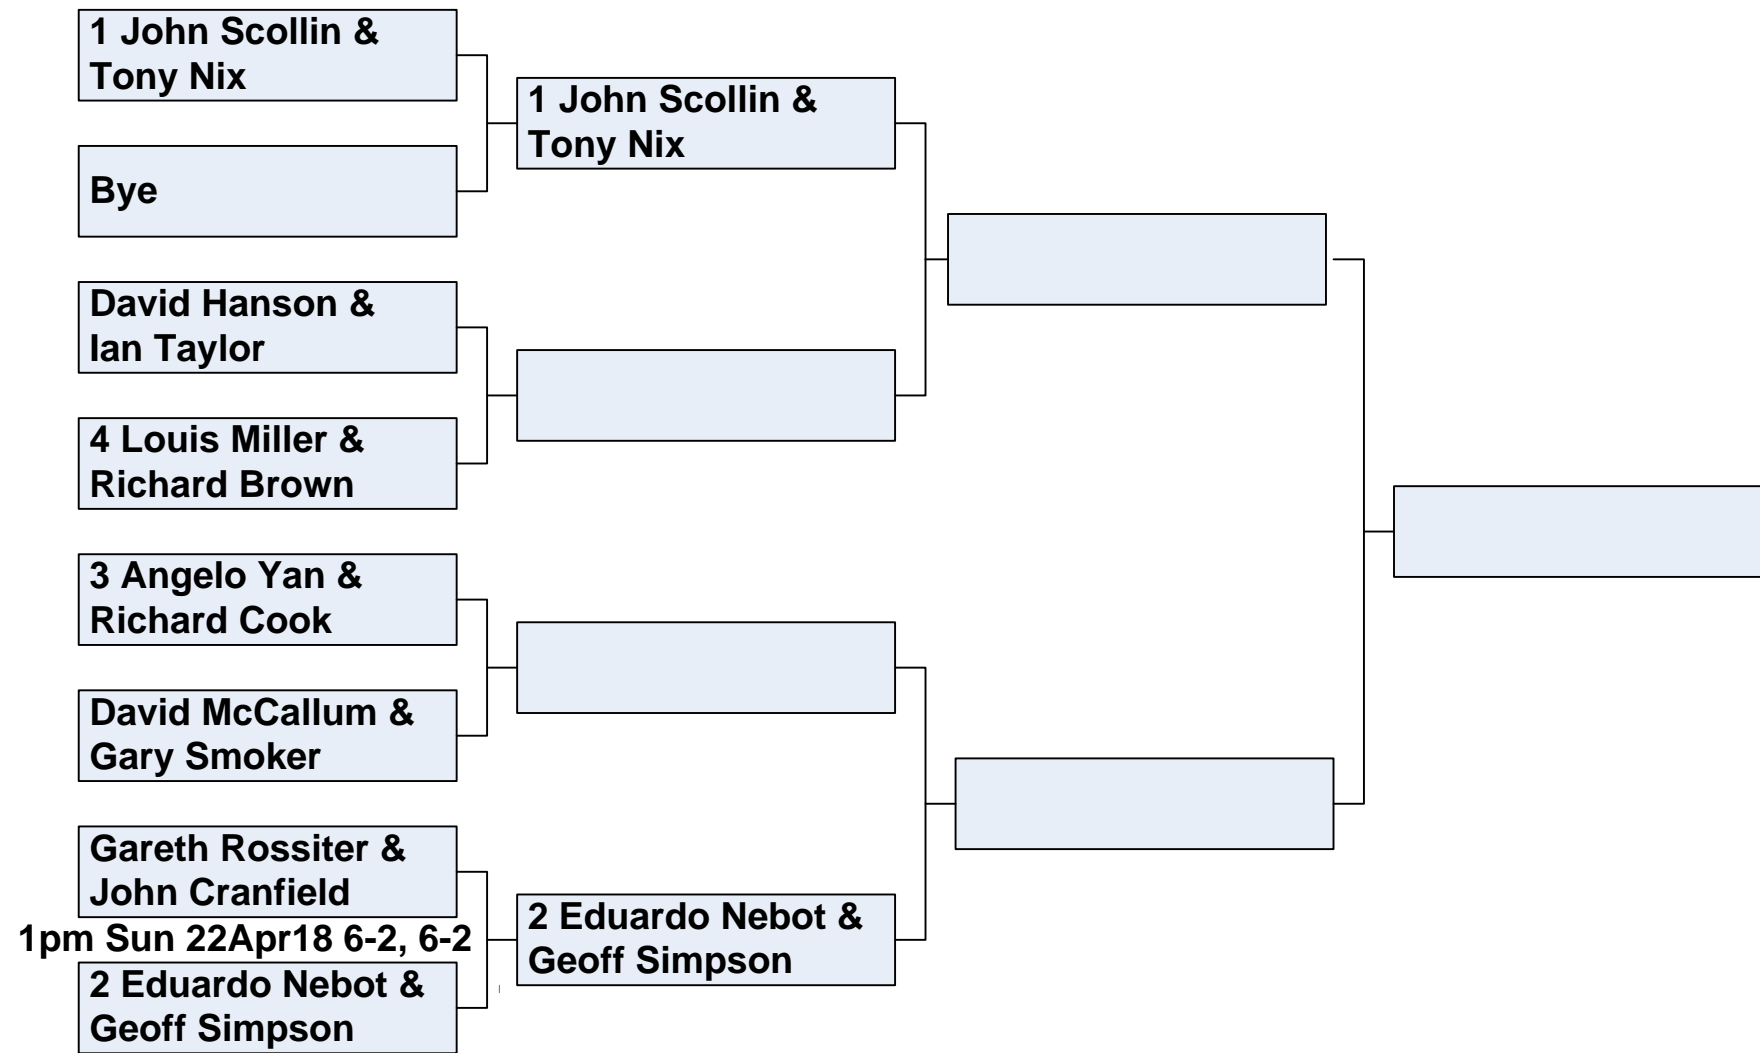 1 John Scollin &
Tony Nix
Bye
David Hanson &
Ian Taylor
4 Louis Miller &
Richard Brown
3 Angelo Yan &
Richard Cook
David McCallum &
Gary Smoker
Gareth Rossiter &
John Cranfield
1pm Sun 22Apr18 6-2, 6-2
2 Eduardo Nebot &
Geoff Simpson
1 John Scollin &
Tony Nix
2 Eduardo Nebot &
Geoff Simpson